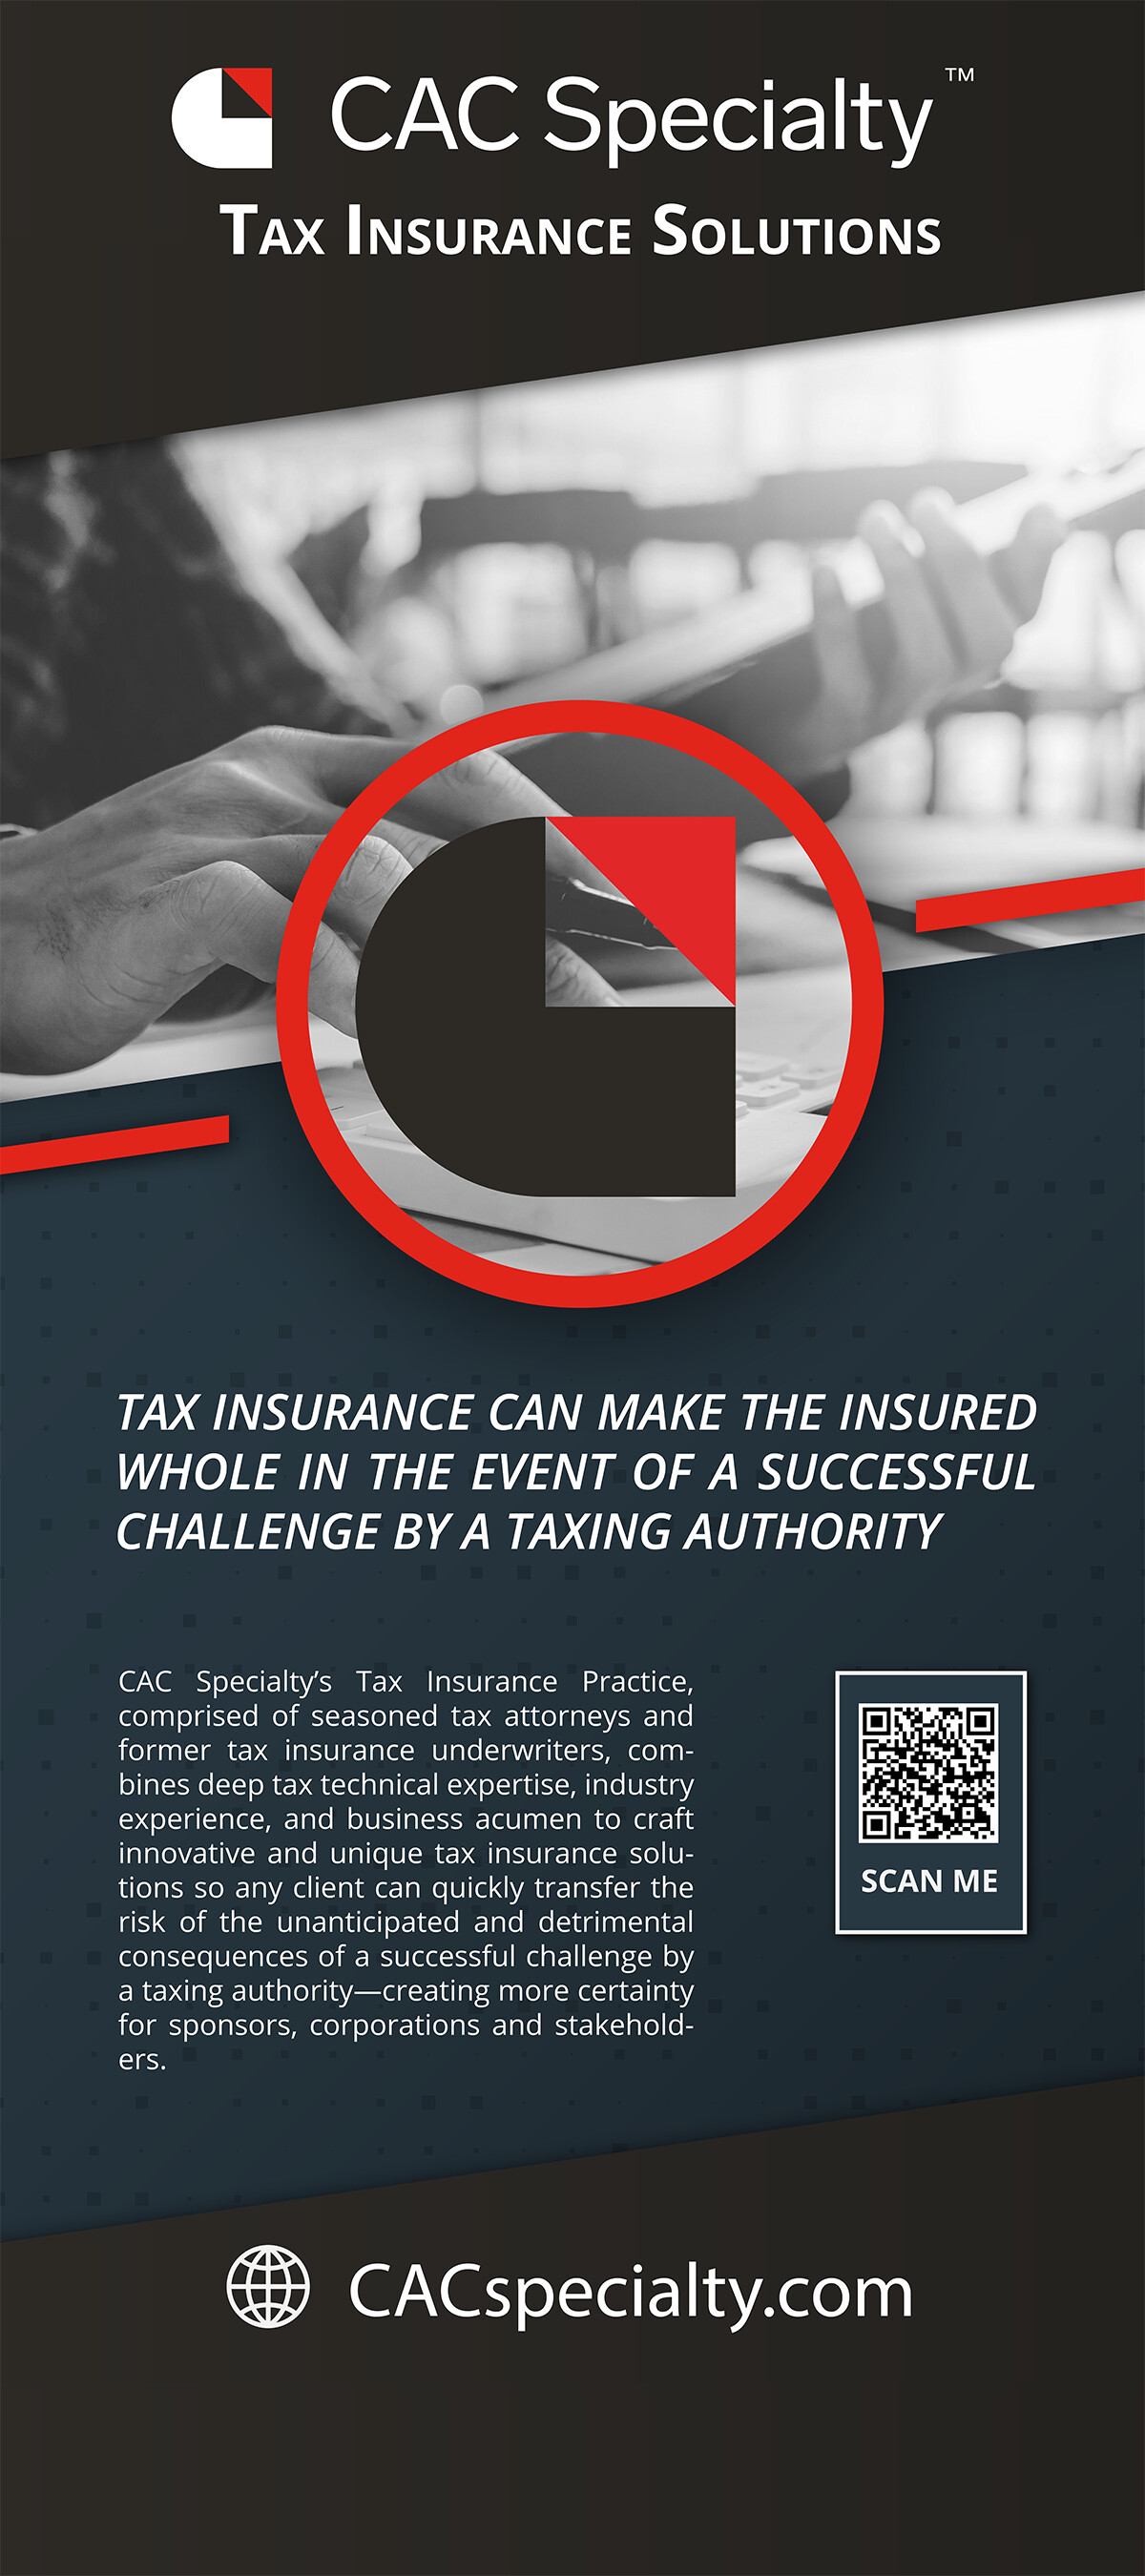 CAC Specialty™
Tax Insurance Solutions
TAX INSURANCE CAN MAKE THE INSURED
WHOLE IN THE EVENT OF A SUCCESSFUL
CHALLENGE BY A TAXING AUTHORITY
CAC Specialty’s Tax Insurance Practice,
comprised of seasoned tax attorneys and
former tax insurance underwriters, com-
bines deep tax technical expertise, industry
experience, and business acumen to craft
innovative and unique tax insurance solu-
tions so any client can quickly transfer the
risk of the unanticipated and detrimental
consequences of a successful challenge by
a taxing authority—creating more certainty
for sponsors, corporations and stakehold-
ers.
SCAN ME
CACspecialty.com